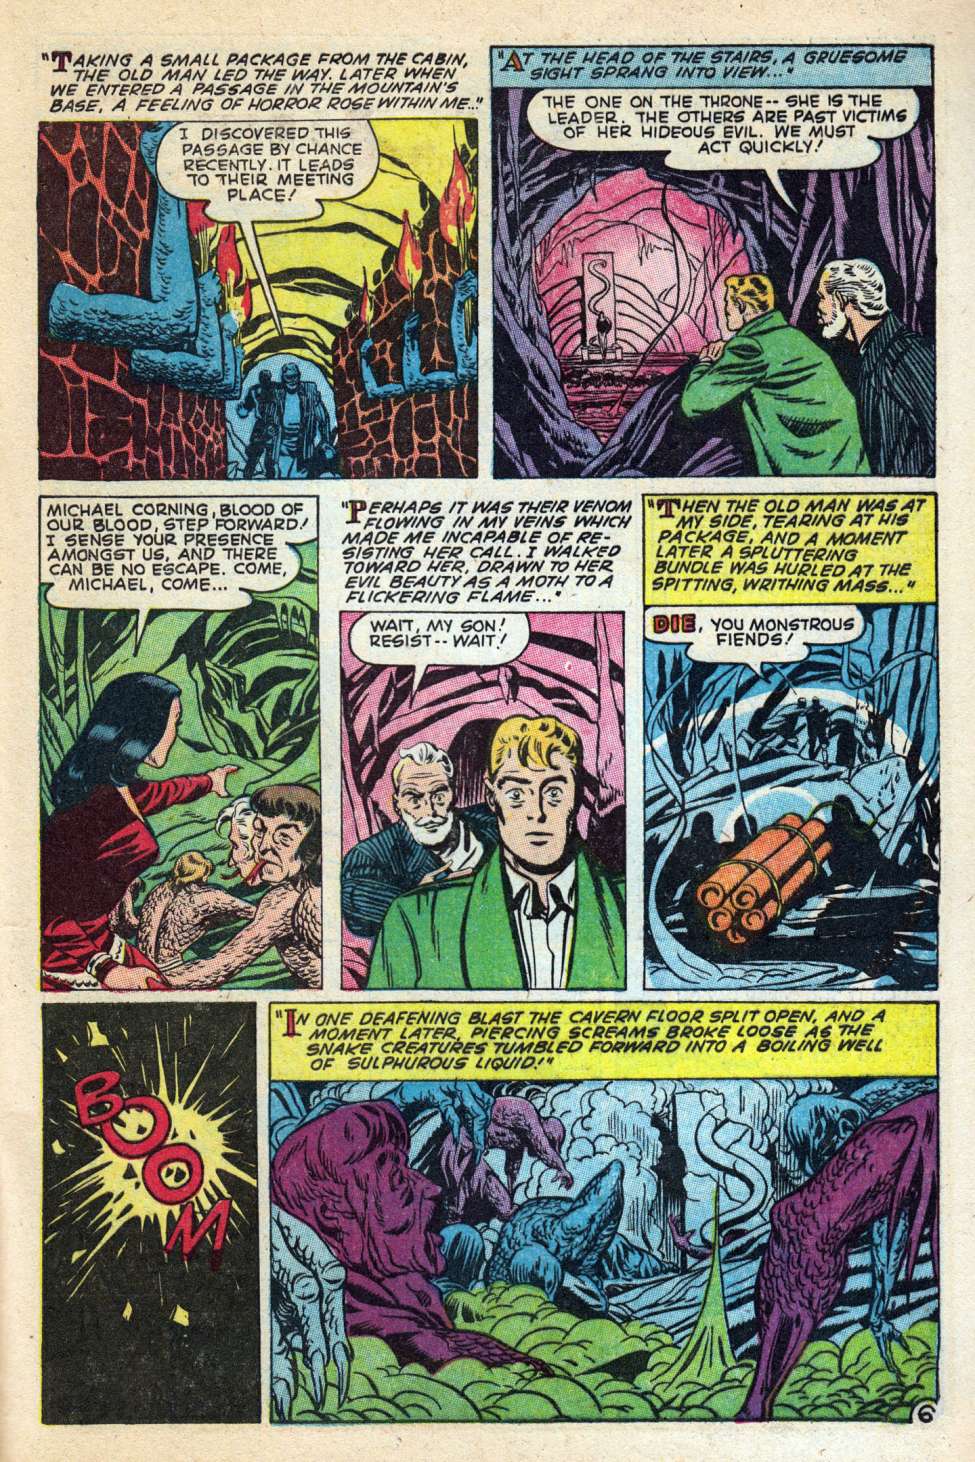 "TAKING A SMALL PACKAGE FROM THE CABIN,
THE OLD MAN LED THE WAY. LATER WHEN
WE ENTERED A PASSAGE IN THE MOUNTAIN'S
BASE, A FEELING OF HORROR ROSE WITHIN ME..."
I DISCOVERED THIS
PASSAGE BY CHANCE
RECENTLY. IT LEADS
TO THEIR MEETING
PLACE!
"AT THE HEAD OF THE STAIRS, A GRUESOME
SIGHT SPRANG INTO VIEW..."
THE ONE ON THE THRONE-- SHE IS THE
LEADER. THE OTHERS ARE PAST VICTIMS
OF HER HIDEOUS EVIL. WE MUST
ACT QUICKLY!
MICHAEL CORNING, BLOOD OF
OUR BLOOD, STEP FORWARD!
I SENSE YOUR PRESENCE
AMONGST US, AND THERE
CAN BE NO ESCAPE. COME,
MICHAEL, COME...
"PERHAPS IT WAS THEIR VENOM
FLOWING IN MY VEINS WHICH
MADE ME INCAPABLE OF RE-
SISTING HER CALL. I WALKED
TOWARD HER, DRAWN TO HER
EVIL BEAUTY AS A MOTH TO A
FLICKERING FLAME..."
WAIT, MY SON!
RESIST-- WAIT!
"THEN THE OLD MAN WAS AT
MY SIDE, TEARING AT HIS
PACKAGE, AND A MOMENT
LATER A SPLUTTERING
BUNDLE WAS HURLED AT THE
SPITTING, WRITHING MASS..."
DIE, YOU MONSTROUS
FIENDS!
BOOM
"IN ONE DEAFENING BLAST THE CAVERN FLOOR SPLIT OPEN, AND A
MOMENT LATER, PIERCING SCREAMS BROKE LOOSE AS THE
SNAKE CREATURES TUMBLED FORWARD INTO A BOILING WELL
OF SULPHUROUS LIQUID!"
6